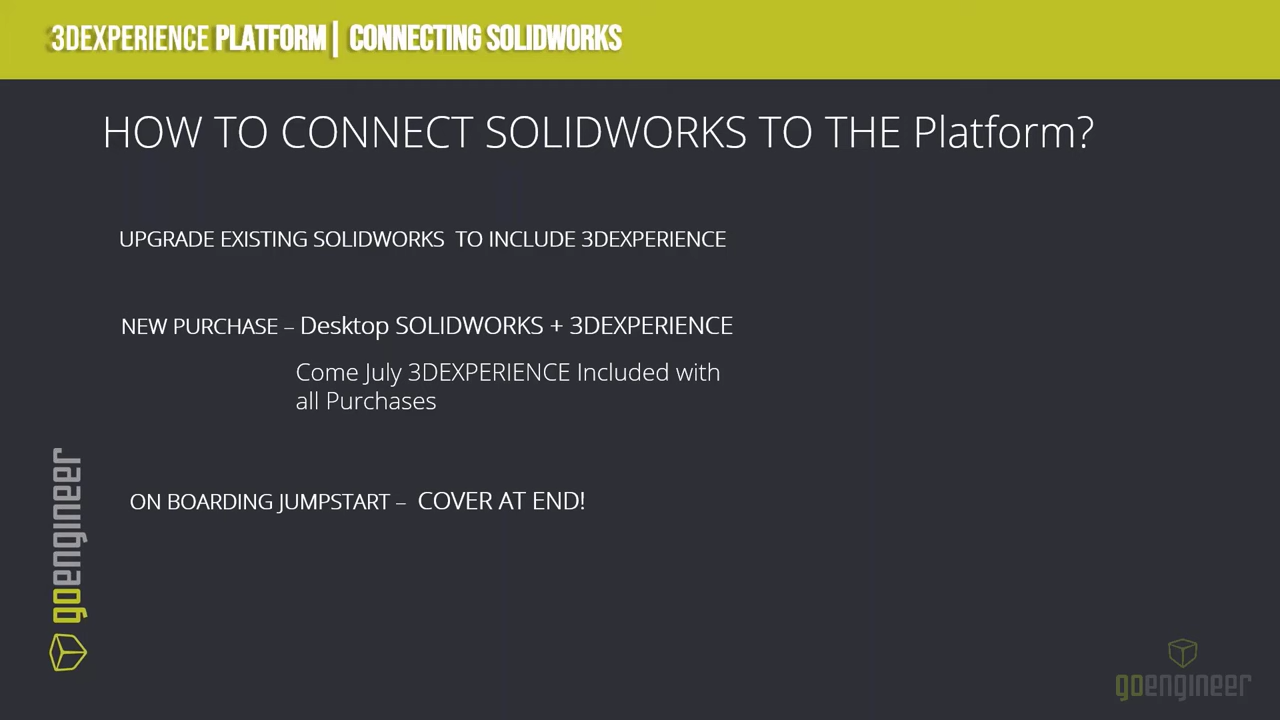 3DEXPERIENCE PLATFORM| CONNECTING SOLIDWORKS
HOW TO CONNECT SOLIDWORKS TO THE Platform?
UPGRADE EXISTING SOLIDWORKS TO INCLUDE 3DEXPERIENCE
NEW PURCHASE – Desktop SOLIDWORKS + 3DEXPERIENCE
Come July 3DEXPERIENCE Included with
all Purchases
ON BOARDING JUMPSTART – COVER AT END!
goengineer
goengineer